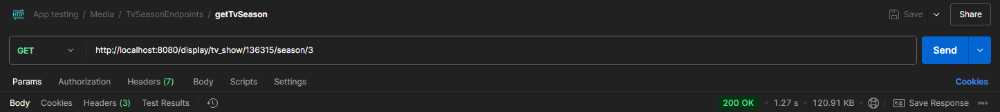 HTTP App testing / Media / TvSeasonEndpoints / getTvSeason Save Share
GET http://localhost:8080/display/tv_show/136315/season/3 Send
Params Authorization Headers (7) Body Scripts Settings Cookies
Body Cookies Headers (3) Test Results 200 OK • 1.27 s • 120.91 KB • e.g. Save Response